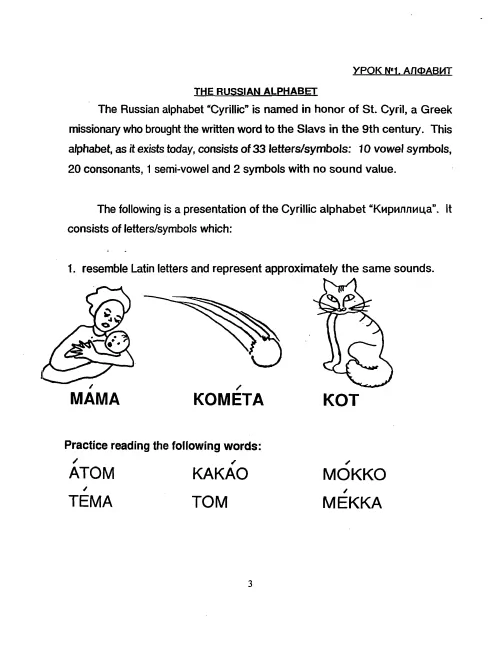 УРОК №1. АЛФАВИТ
THE RUSSIAN ALPHABET
The Russian alphabet "Cyrillic" is named in honor of St. Cyril, a Greek
missionary who brought the written word to the Slavs in the 9th century. This
alphabet, as it exists today, consists of 33 letters/symbols: 10 vowel symbols,
20 consonants, 1 semi-vowel and 2 symbols with no sound value.
The following is a presentation of the Cyrillic alphabet "Кириллица". It
consists of letters/symbols which:
1. resemble Latin letters and represent approximately the same sounds.
МА́МА КОМЕ́ТА КОТ
Practice reading the following words:
А́ТОМ КАКА́О МО́ККО
ТЕ́МА ТОМ МЕ́ККА
3